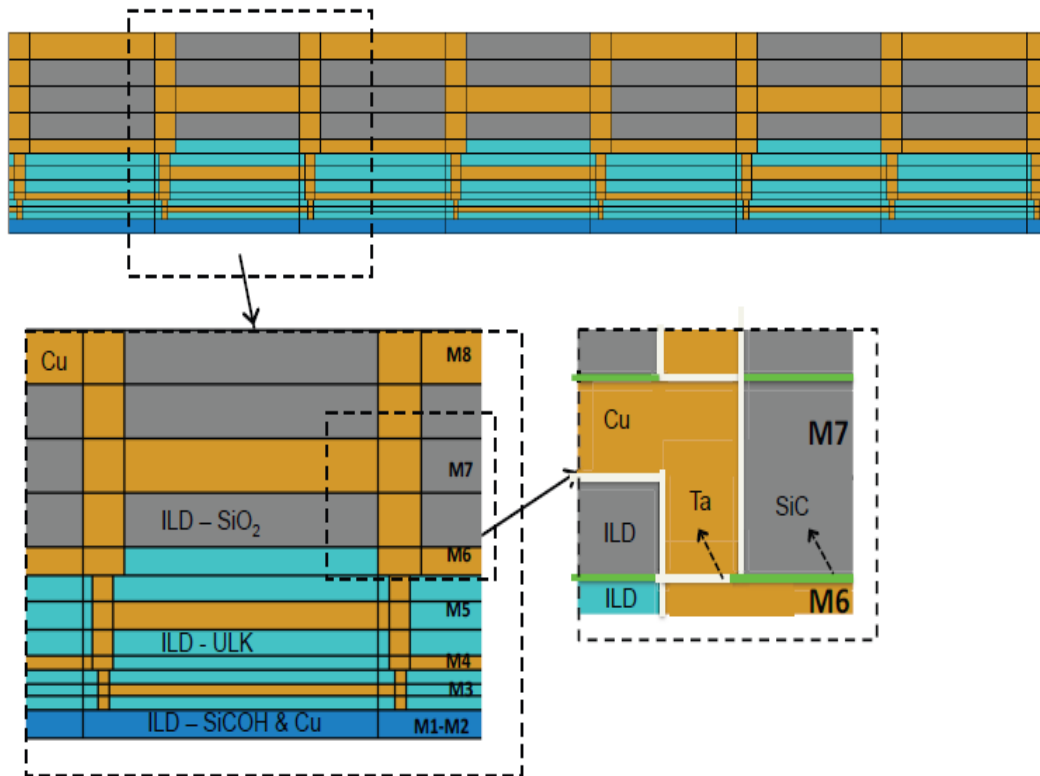 Cu
M8
M7
ILD – SiO2
M6
M5
ILD - ULK
M4
M3
ILD – SiCOH & Cu
M1-M2
Cu
M7
Ta
SiC
ILD
ILD
M6